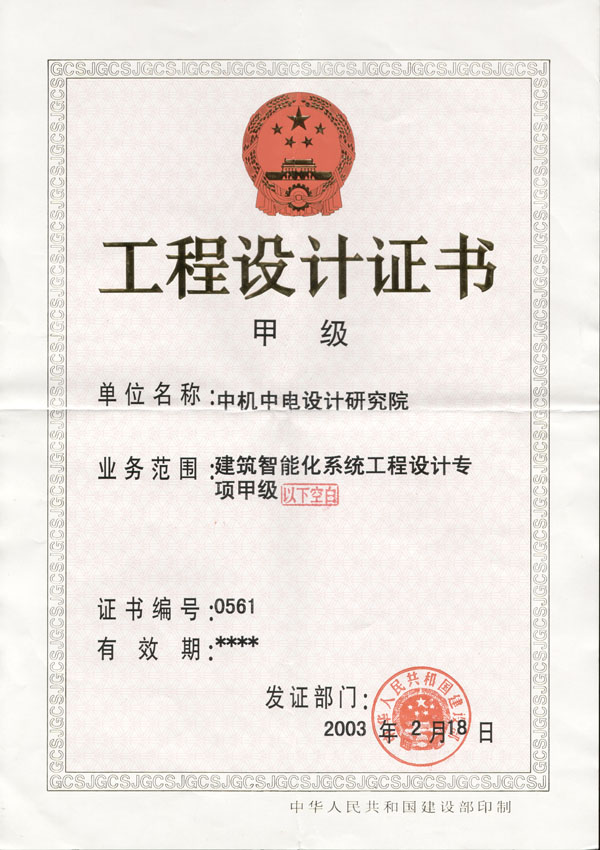 GCSJGCSJGCSJGCSJGCSJGCSJGCSJGCSJ
工程设计证书
甲 级
单位名称:中机中电设计研究院
业务范围:建筑智能化系统工程设计专
项甲级 以下空白
证书编号:0561
有 效 期:****
发证部门:
中华人民共和国建设部
2003 年 2 月 18 日
中华人民共和国建设部印制